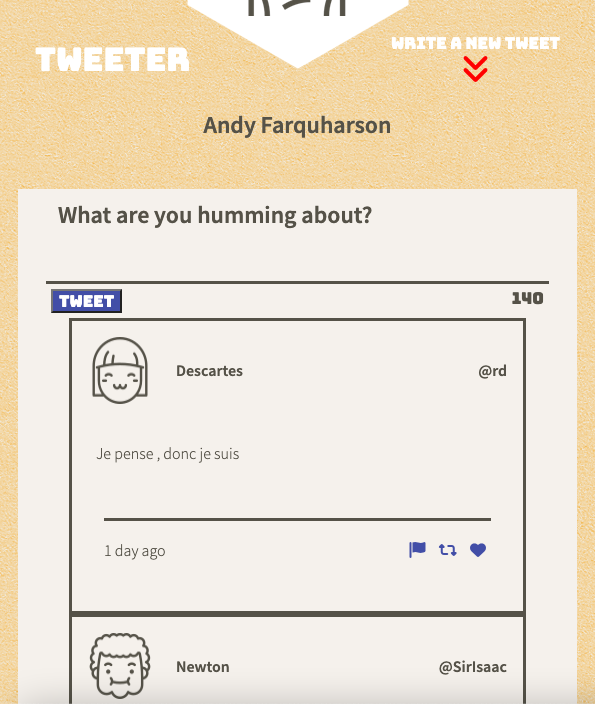 TWEETER
WRITE A NEW TWEET
Andy Farquharson
What are you humming about?
TWEET
140
Descartes
@rd
Je pense , donc je suis
1 day ago
Newton
@SirIsaac